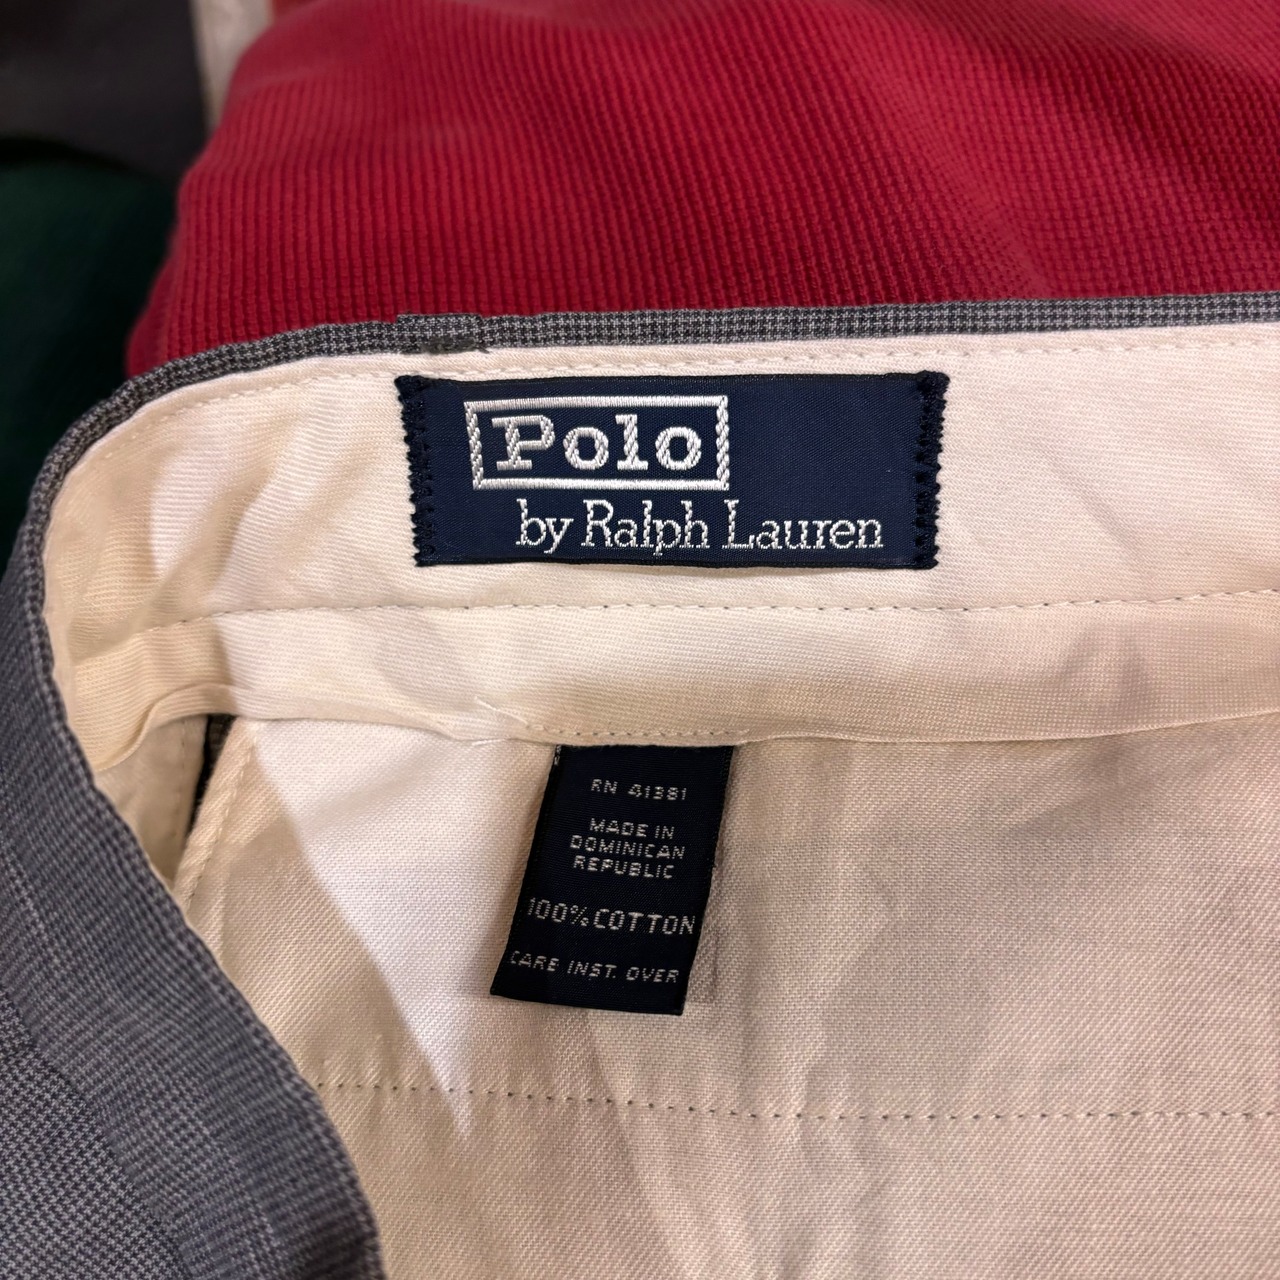 Polo
by Ralph Lauren
RN 41381
MADE IN
DOMINICAN
REPUBLIC
100% COTTON
CARE INST. OVER